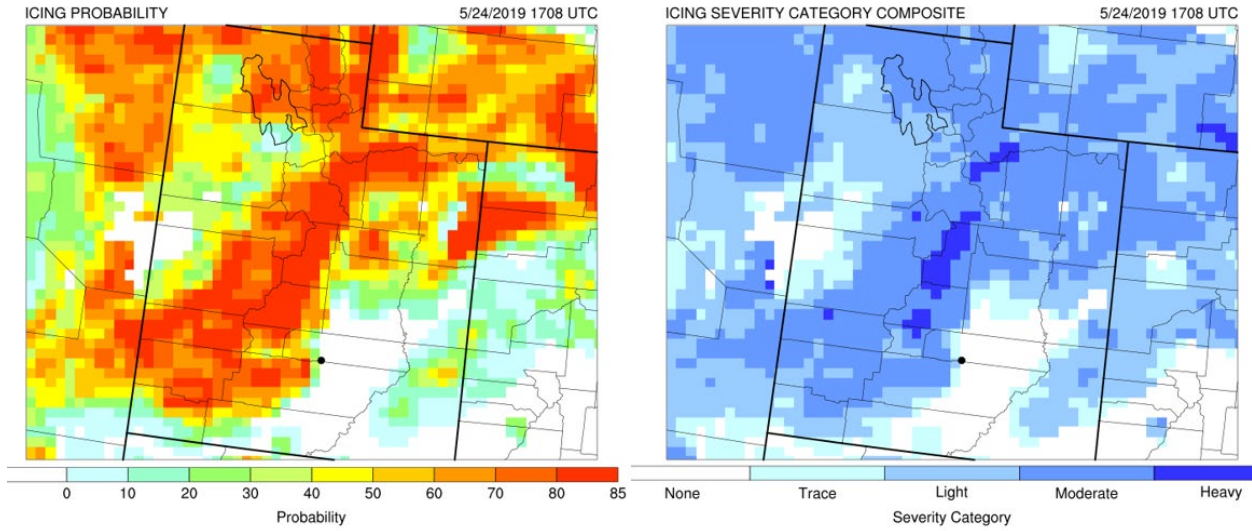 ICING PROBABILITY 5/24/2019 1708 UTC
0 10 20 30 40 50 60 70 80 85
Probability
ICING SEVERITY CATEGORY COMPOSITE 5/24/2019 1708 UTC
None Trace Light Moderate Heavy
Severity Category